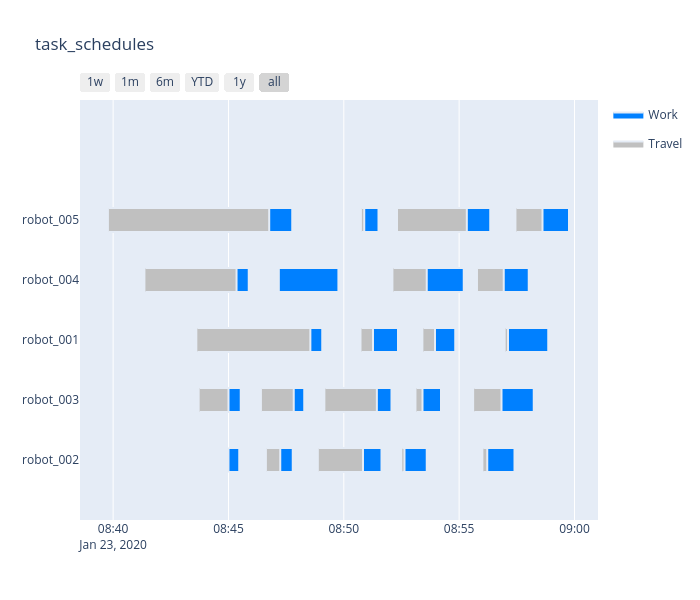 task_schedules
1w 1m 6m YTD 1y all
Work
Travel
robot_005
robot_004
robot_001
robot_003
robot_002
08:40 08:45 08:50 08:55 09:00
Jan 23, 2020